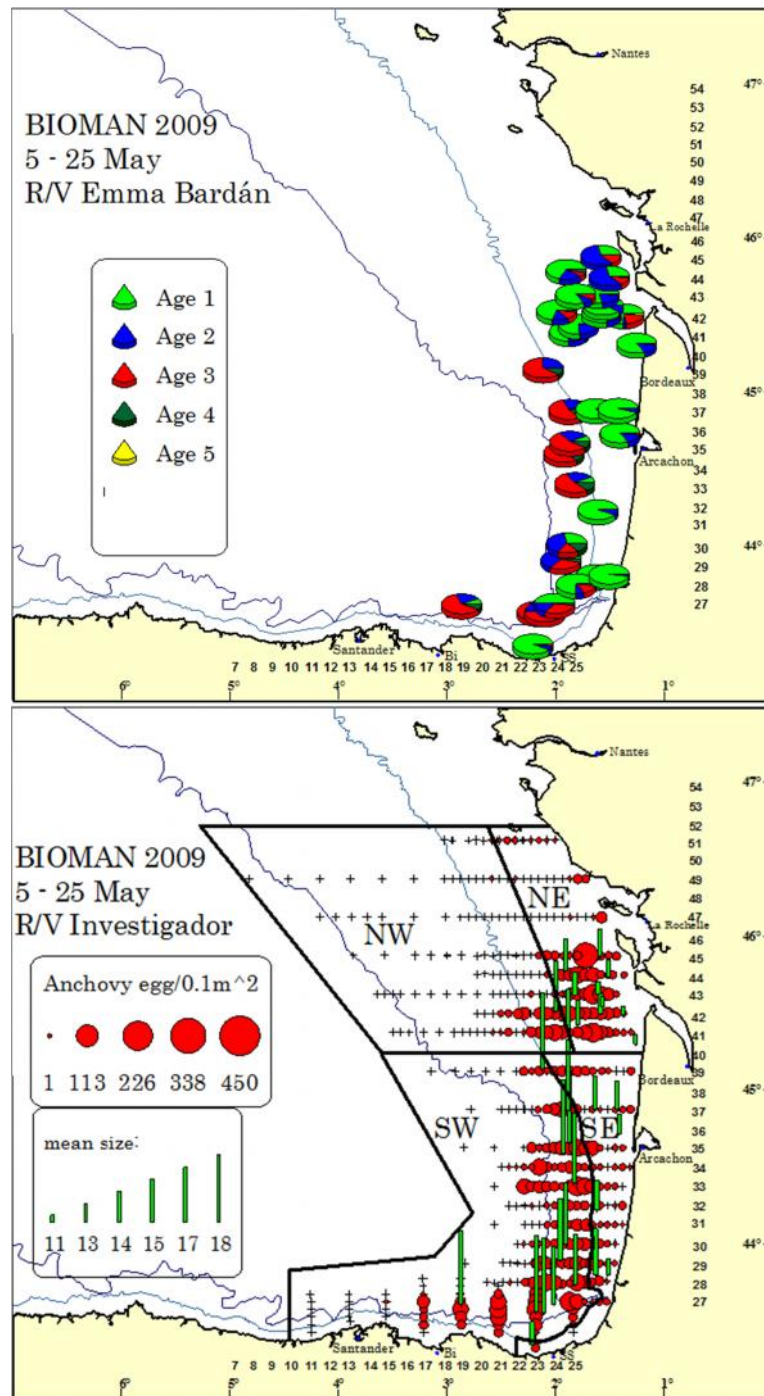 Nantes
47°
54
53
52
51
50
49
48
47
46
45
44
43
42
41
40
39
38
37
36
35
34
33
32
31
30
29
28
27
BIOMAN 2009
5 - 25 May
R/V Emma Bardán
Age 1
Age 2
Age 3
Age 4
Age 5
La Rochelle
46°
Bordeaux
45°
Arcachon
44°
Santander
Bi
SS
7 8 9 10 11 12 13 14 15 16 17 18 19 20 21 22 23 24 25
6° 5° 4° 3° 2° 1°
Nantes
47°
54
53
52
51
50
49
48
47
46
45
44
43
42
41
40
39
38
37
36
35
34
33
32
31
30
29
28
27
BIOMAN 2009
5 - 25 May
R/V Investigador
NE
NW
La Rochelle
46°
Anchovy egg/0.1m^2
1 113 226 338 450
Bordeaux
45°
SW SE
mean size:
11 13 14 15 17 18
Arcachon
44°
Santander
Bi
SS
7 8 9 10 11 12 13 14 15 16 17 18 19 20 21 22 23 24 25
6° 5° 4° 3° 2° 1°